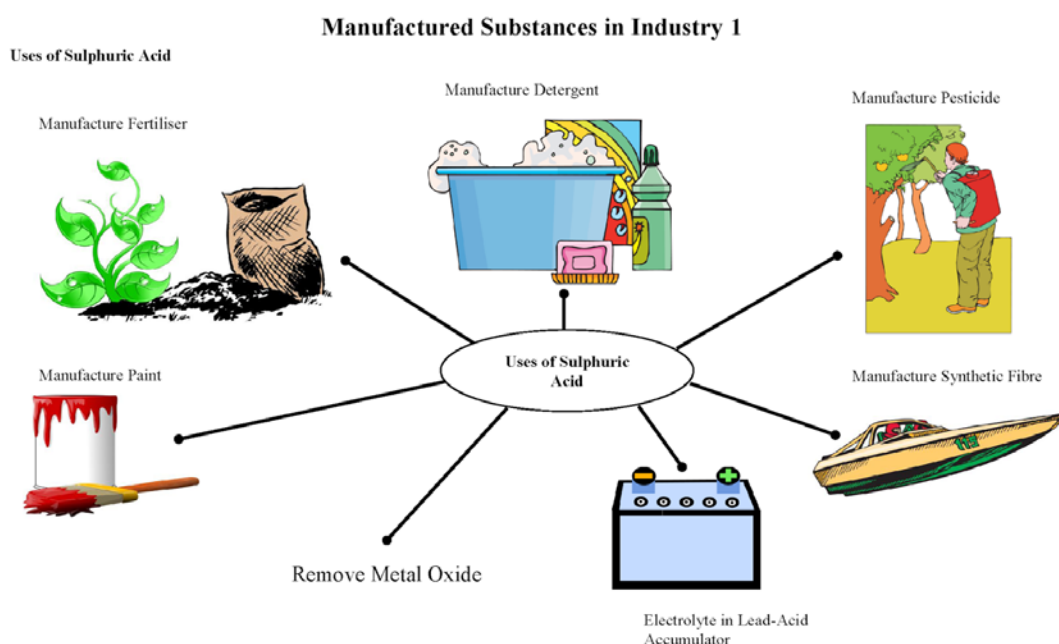 Manufactured Substances in Industry 1
Uses of Sulphuric Acid
Manufacture Detergent
Manufacture Pesticide
Manufacture Fertiliser
Uses of Sulphuric
Acid
Manufacture Paint
Manufacture Synthetic Fibre
112
Remove Metal Oxide
Electrolyte in Lead-Acid
Accumulator